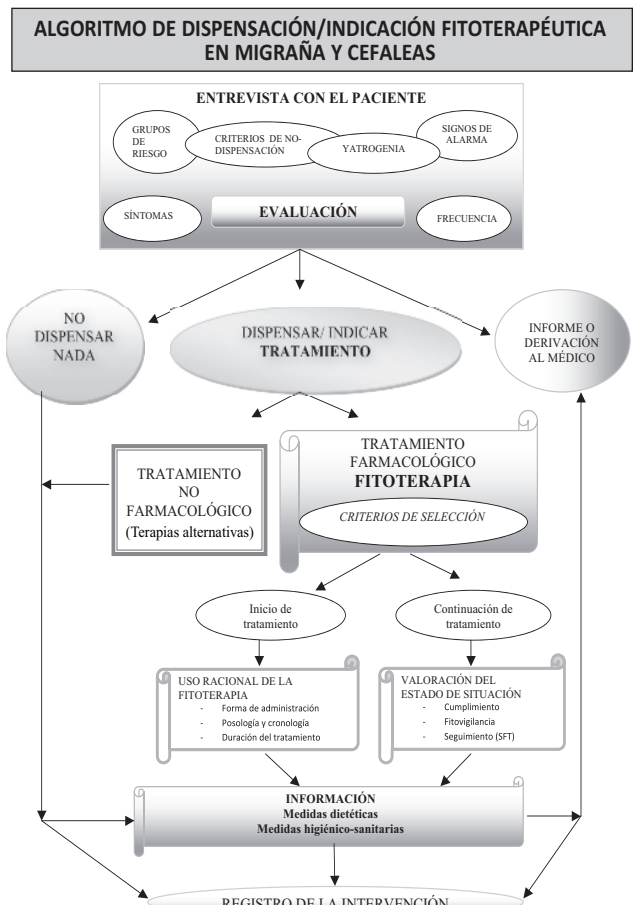 ALGORITMO DE DISPENSACIÓN/INDICACIÓN FITOTERAPÉUTICA
EN MIGRAÑA Y CEFALEAS
ENTREVISTA CON EL PACIENTE
GRUPOS
DE
RIESGO
CRITERIOS DE NO-
DISPENSACIÓN
YATROGENIA
SIGNOS DE
ALARMA
SÍNTOMAS
EVALUACIÓN
FRECUENCIA
NO
DISPENSAR
NADA
DISPENSAR/ INDICAR
TRATAMIENTO
INFORME O
DERIVACIÓN
AL MÉDICO
TRATAMIENTO
NO
FARMACOLÓGICO
(Terapias alternativas)
TRATAMIENTO
FARMACOLÓGICO
FITOTERAPIA
CRITERIOS DE SELECCIÓN
Inicio de
tratamiento
Continuación de
tratamiento
USO RACIONAL DE LA
FITOTERAPIA
- Forma de administración
- Posología y cronología
- Duración del tratamiento
VALORACIÓN DEL
ESTADO DE SITUACIÓN
- Cumplimiento
- Fitovigilancia
- Seguimiento (SFT)
INFORMACIÓN
Medidas dietéticas
Medidas higiénico-sanitarias
REGISTRO DE LA INTERVENCIÓN